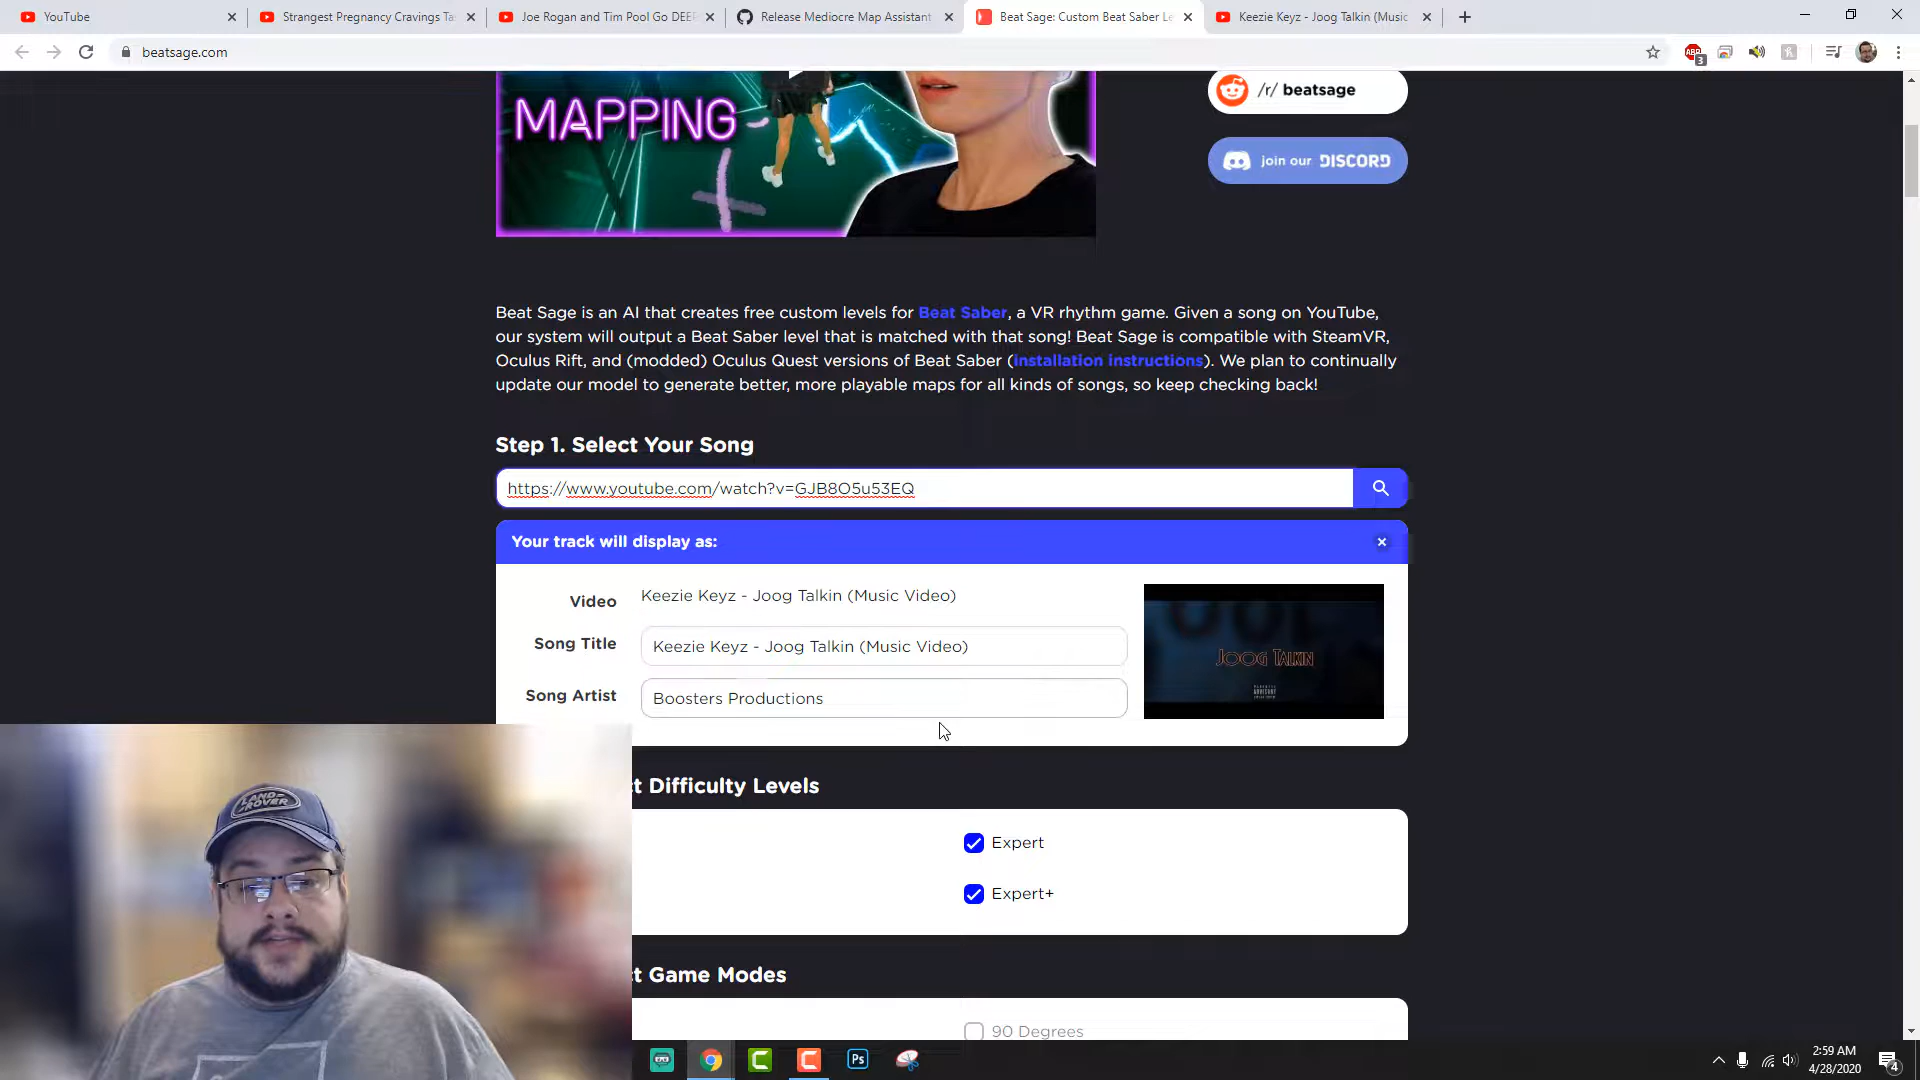 YouTube
Strangest Pregnancy Cravings Ta
Joe Rogan and Tim Pool Go DEEP
Release Mediocre Map Assistant
Beat Sage: Custom Beat Saber Le
Keezie Keyz - Joog Talkin (Music
beatsage.com
ABP
3
MAPPING
/r/ beatsage
join our DISCORD
Beat Sage is an AI that creates free custom levels for Beat Saber, a VR rhythm game. Given a song on YouTube,
our system will output a Beat Saber level that is matched with that song! Beat Sage is compatible with SteamVR,
Oculus Rift, and (modded) Oculus Quest versions of Beat Saber (installation instructions). We plan to continually
update our model to generate better, more playable maps for all kinds of songs, so keep checking back!
Step 1. Select Your Song
https://www.youtube.com/watch?v=GJB8O5u53EQ
Your track will display as:
Video
Keezie Keyz - Joog Talkin (Music Video)
Song Title
Keezie Keyz - Joog Talkin (Music Video)
Song Artist
Boosters Productions
JOOG TALKIN
t Difficulty Levels
Expert
Expert+
t Game Modes
90 Degrees
LAND
ROVER
Ps
2:59 AM
4/28/2020
4